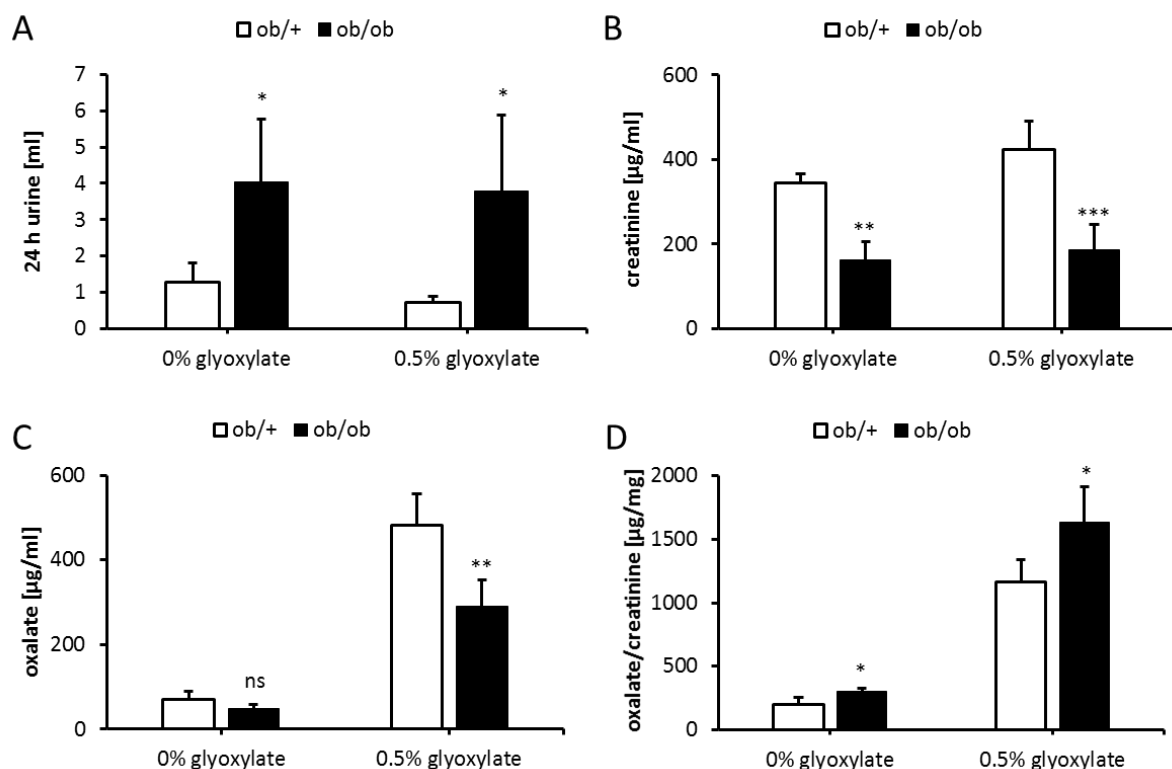 A
ob/+ ob/ob
24 h urine [ml]
7
6
5
4
3
2
1
0
*
*
0% glyoxylate 0.5% glyoxylate
B
ob/+ ob/ob
creatinine [µg/ml]
600
400
200
0
**
***
0% glyoxylate 0.5% glyoxylate
C
ob/+ ob/ob
oxalate [µg/ml]
600
400
200
0
ns
**
0% glyoxylate 0.5% glyoxylate
D
ob/+ ob/ob
oxalate/creatinine [µg/mg]
2000
1500
1000
500
0
*
*
0% glyoxylate 0.5% glyoxylate